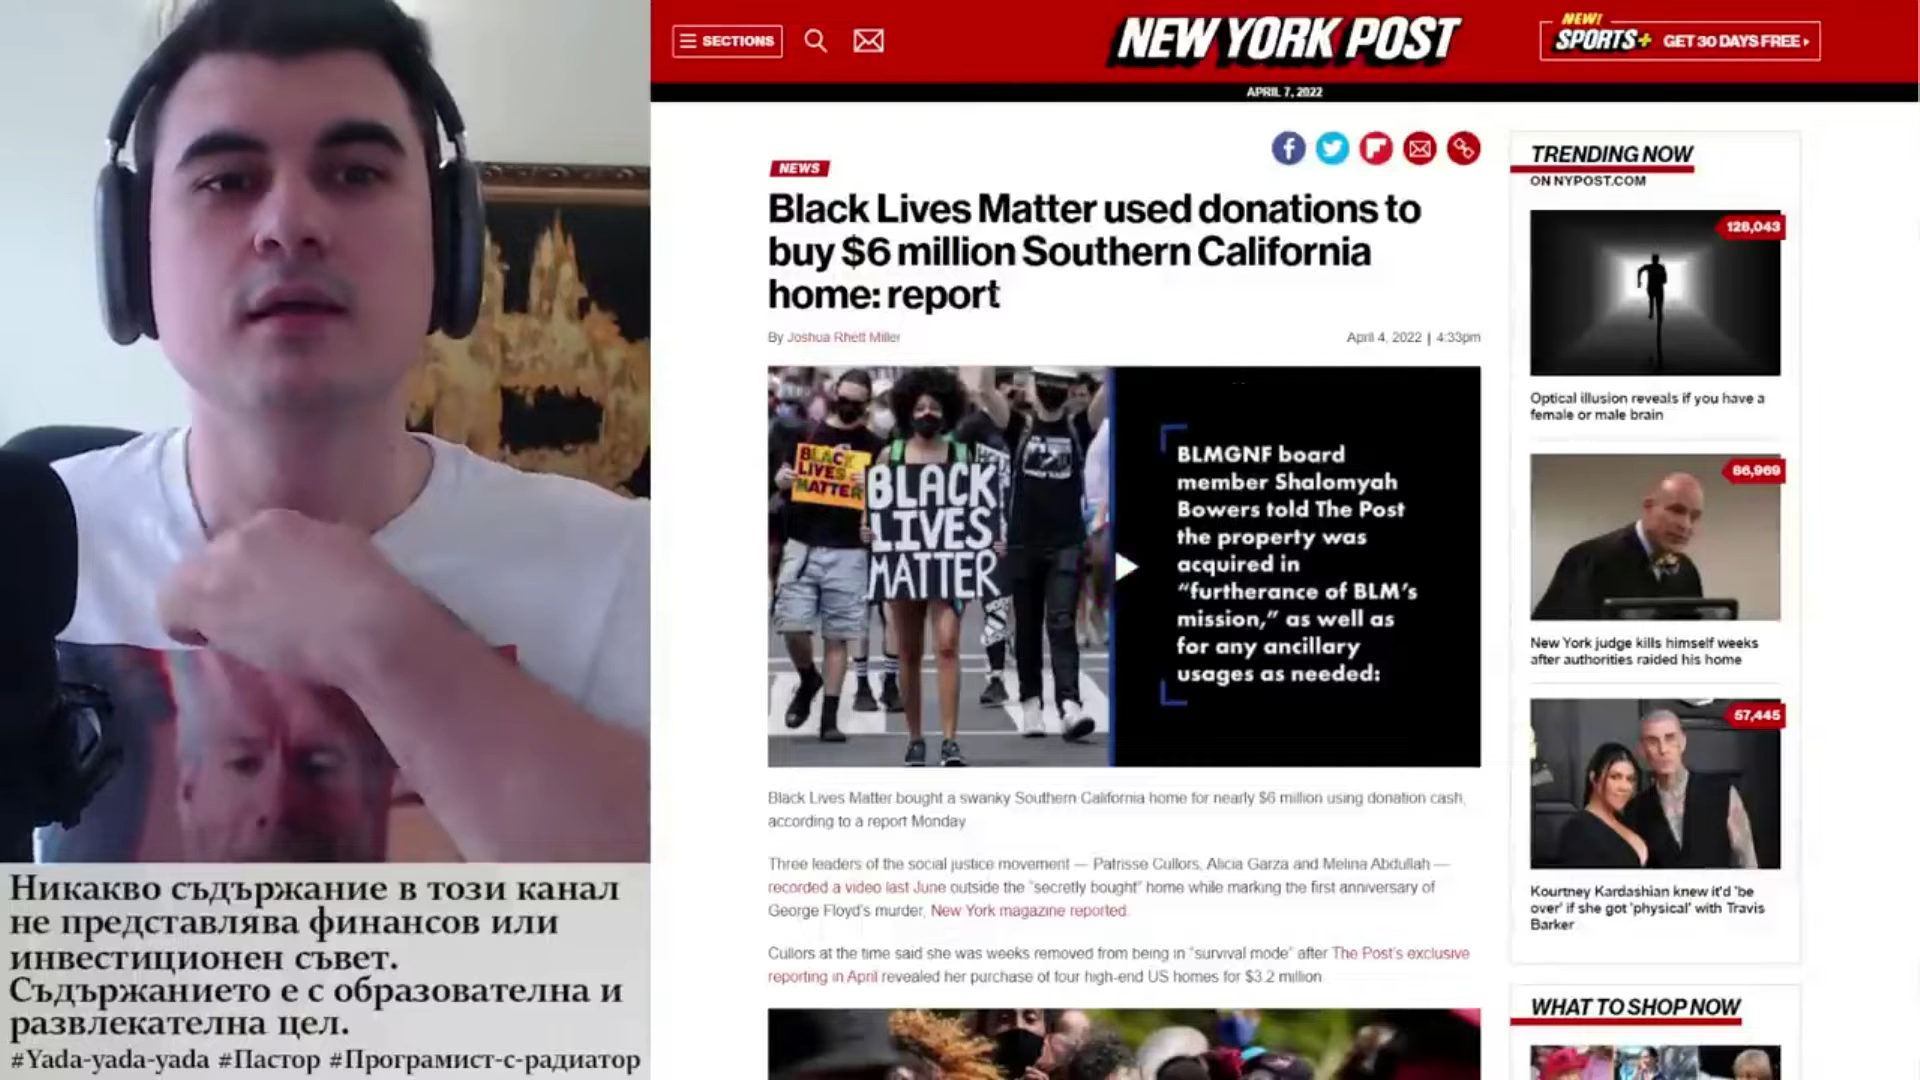 SECTIONS
NEW YORK POST
NEW!
SPORTS+ GET 30 DAYS FREE
APRIL 7, 2022
NEWS
Black Lives Matter used donations to
buy $6 million Southern California
home: report
By Joshua Rhett Miller
April 4, 2022 | 4:33pm
BLACK
LIVES
MATTER
BLACK
LIVES
MATTER
BLMGNF board
member Shalomyah
Bowers told The Post
the property was
acquired in
“furtherance of BLM’s
mission,” as well as
for any ancillary
usages as needed:
Black Lives Matter bought a swanky Southern California home for nearly $6 million using donation cash,
according to a report Monday
Three leaders of the social justice movement — Patrisse Cullors, Alicia Garza and Melina Abdullah —
recorded a video last June outside the “secretly bought” home while marking the first anniversary of
George Floyd’s murder, New York magazine reported.
Cullors at the time said she was weeks removed from being in “survival mode” after The Post’s exclusive
reporting in April revealed her purchase of four high-end US homes for $3.2 million
TRENDING NOW
ON NYPOST.COM
128,043
Optical illusion reveals if you have a
female or male brain
86,969
New York judge kills himself weeks
after authorities raided his home
57,445
Kourtney Kardashian knew it'd 'be
over' if she got 'physical' with Travis
Barker
WHAT TO SHOP NOW
Никакво съдържание в този канал
не представлява финансов или
инвестиционен съвет.
Съдържанието е с образователна и
развлекателна цел.
#Yada-yada-yada #Пастор #Програмист-с-радиатор